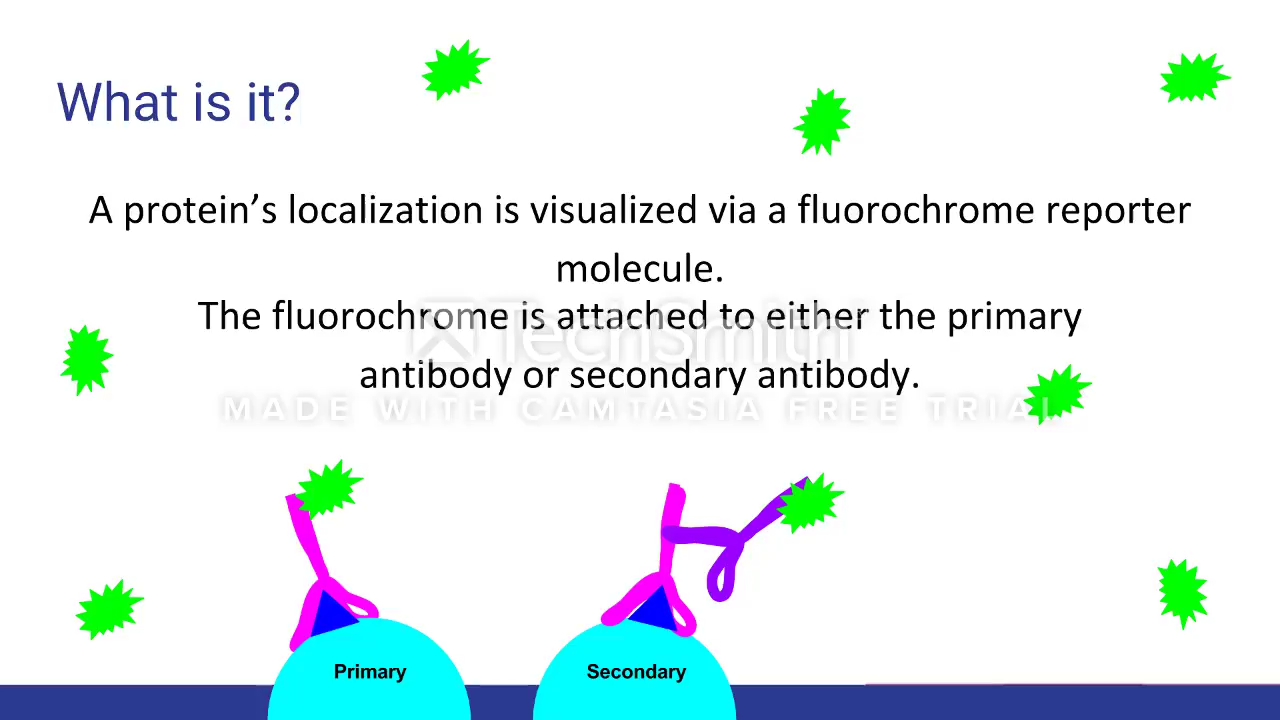 What is it?
A protein’s localization is visualized via a fluorochrome reporter
molecule.
The fluorochrome is attached to either the primary
antibody or secondary antibody.
TechSmith
MADE WITH CAMTASIA FREE TRIAL
Primary
Secondary